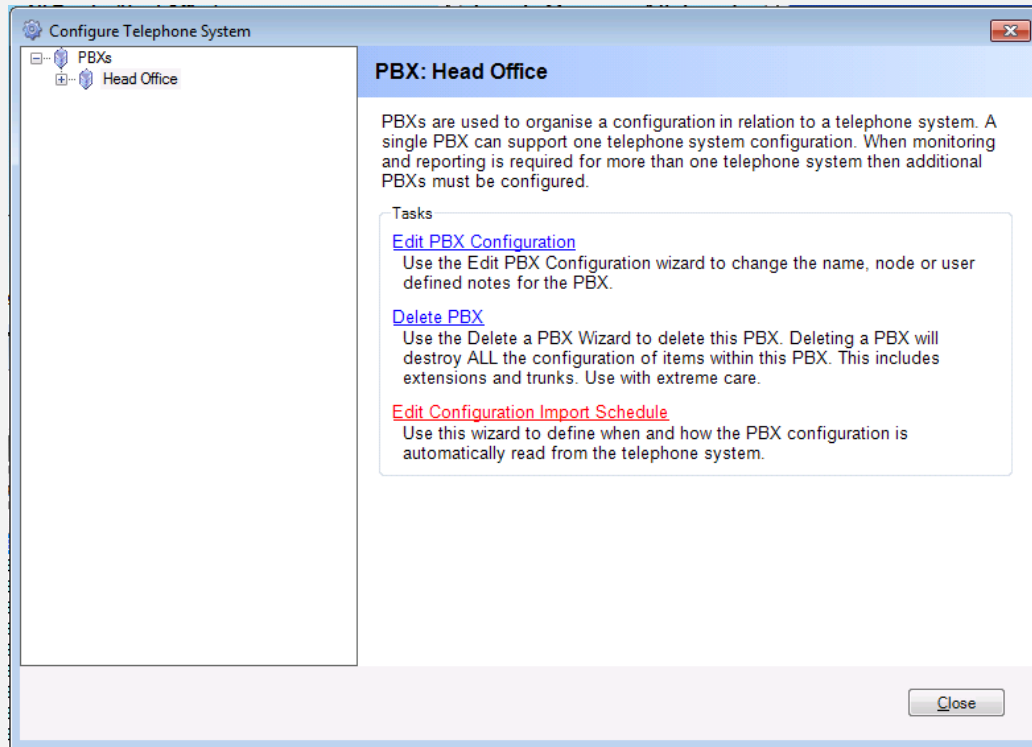 Configure Telephone System
PBXs
Head Office
PBX: Head Office
PBXs are used to organise a configuration in relation to a telephone system. A
single PBX can support one telephone system configuration. When monitoring
and reporting is required for more than one telephone system then additional
PBXs must be configured.
Tasks
Edit PBX Configuration
Use the Edit PBX Configuration wizard to change the name, node or user
defined notes for the PBX.
Delete PBX
Use the Delete a PBX Wizard to delete this PBX. Deleting a PBX will
destroy ALL the configuration of items within this PBX. This includes
extensions and trunks. Use with extreme care.
Edit Configuration Import Schedule
Use this wizard to define when and how the PBX configuration is
automatically read from the telephone system.
Close